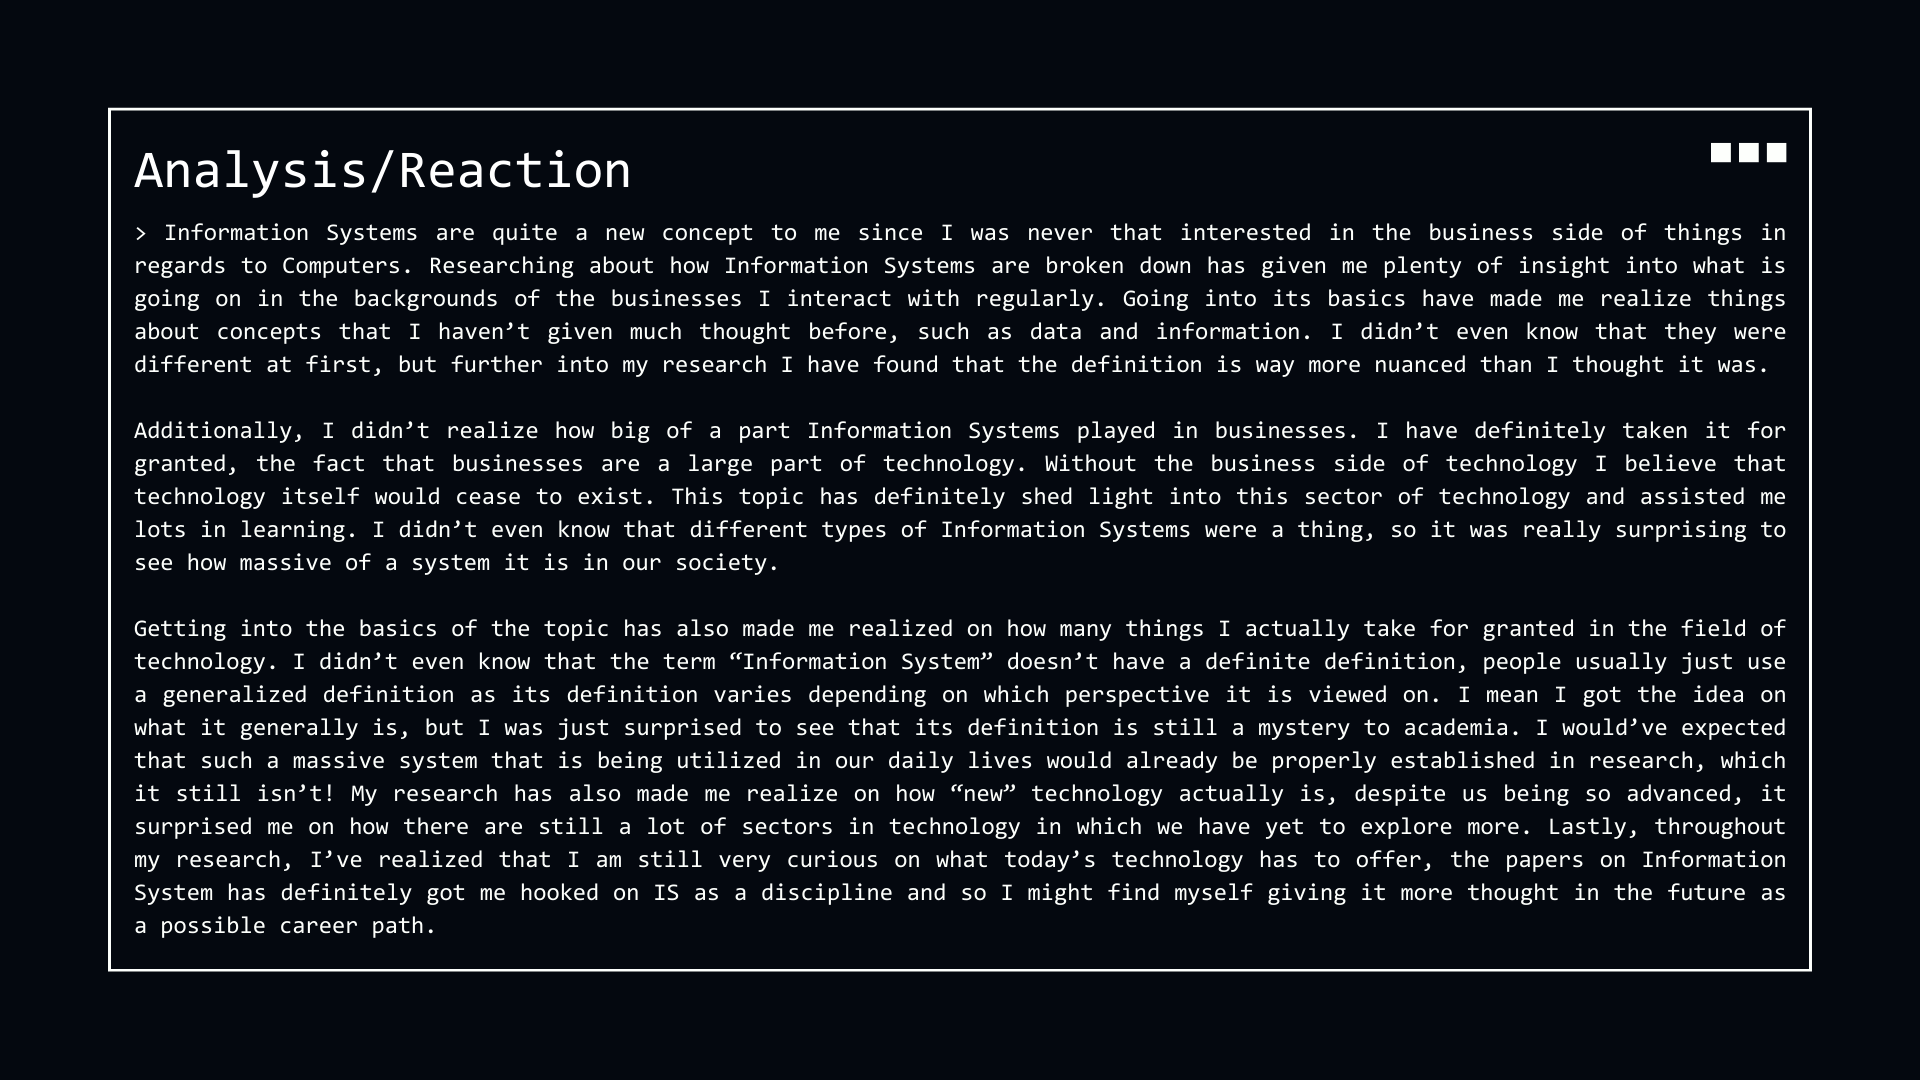 Analysis/Reaction
> Information Systems are quite a new concept to me since I was never that interested in the business side of things in
regards to Computers. Researching about how Information Systems are broken down has given me plenty of insight into what is
going on in the backgrounds of the businesses I interact with regularly. Going into its basics have made me realize things
about concepts that I haven’t given much thought before, such as data and information. I didn’t even know that they were
different at first, but further into my research I have found that the definition is way more nuanced than I thought it was.
Additionally, I didn’t realize how big of a part Information Systems played in businesses. I have definitely taken it for
granted, the fact that businesses are a large part of technology. Without the business side of technology I believe that
technology itself would cease to exist. This topic has definitely shed light into this sector of technology and assisted me
lots in learning. I didn’t even know that different types of Information Systems were a thing, so it was really surprising to
see how massive of a system it is in our society.
Getting into the basics of the topic has also made me realized on how many things I actually take for granted in the field of
technology. I didn’t even know that the term “Information System” doesn’t have a definite definition, people usually just use
a generalized definition as its definition varies depending on which perspective it is viewed on. I mean I got the idea on
what it generally is, but I was just surprised to see that its definition is still a mystery to academia. I would’ve expected
that such a massive system that is being utilized in our daily lives would already be properly established in research, which
it still isn’t! My research has also made me realize on how “new” technology actually is, despite us being so advanced, it
surprised me on how there are still a lot of sectors in technology in which we have yet to explore more. Lastly, throughout
my research, I’ve realized that I am still very curious on what today’s technology has to offer, the papers on Information
System has definitely got me hooked on IS as a discipline and so I might find myself giving it more thought in the future as
a possible career path.